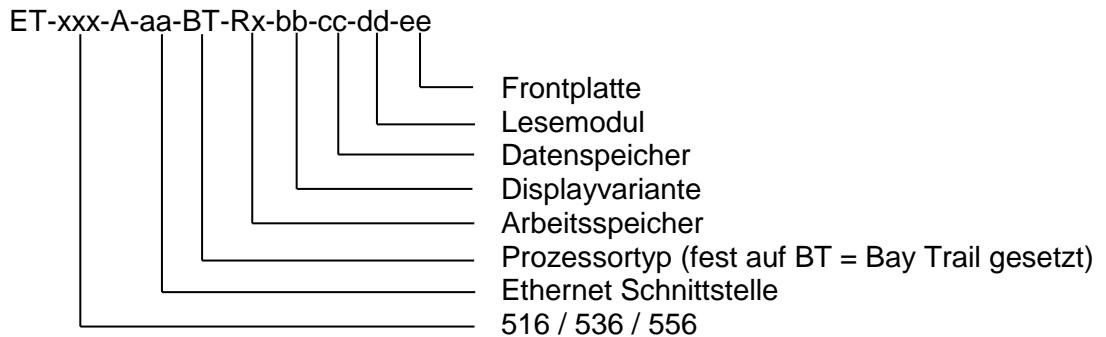 ET-xxx-A-aa-BT-Rx-bb-cc-dd-ee
Frontplatte
Lesemodul
Datenspeicher
Displayvariante
Arbeitsspeicher
Prozessortyp (fest auf BT = Bay Trail gesetzt)
Ethernet Schnittstelle
516 / 536 / 556